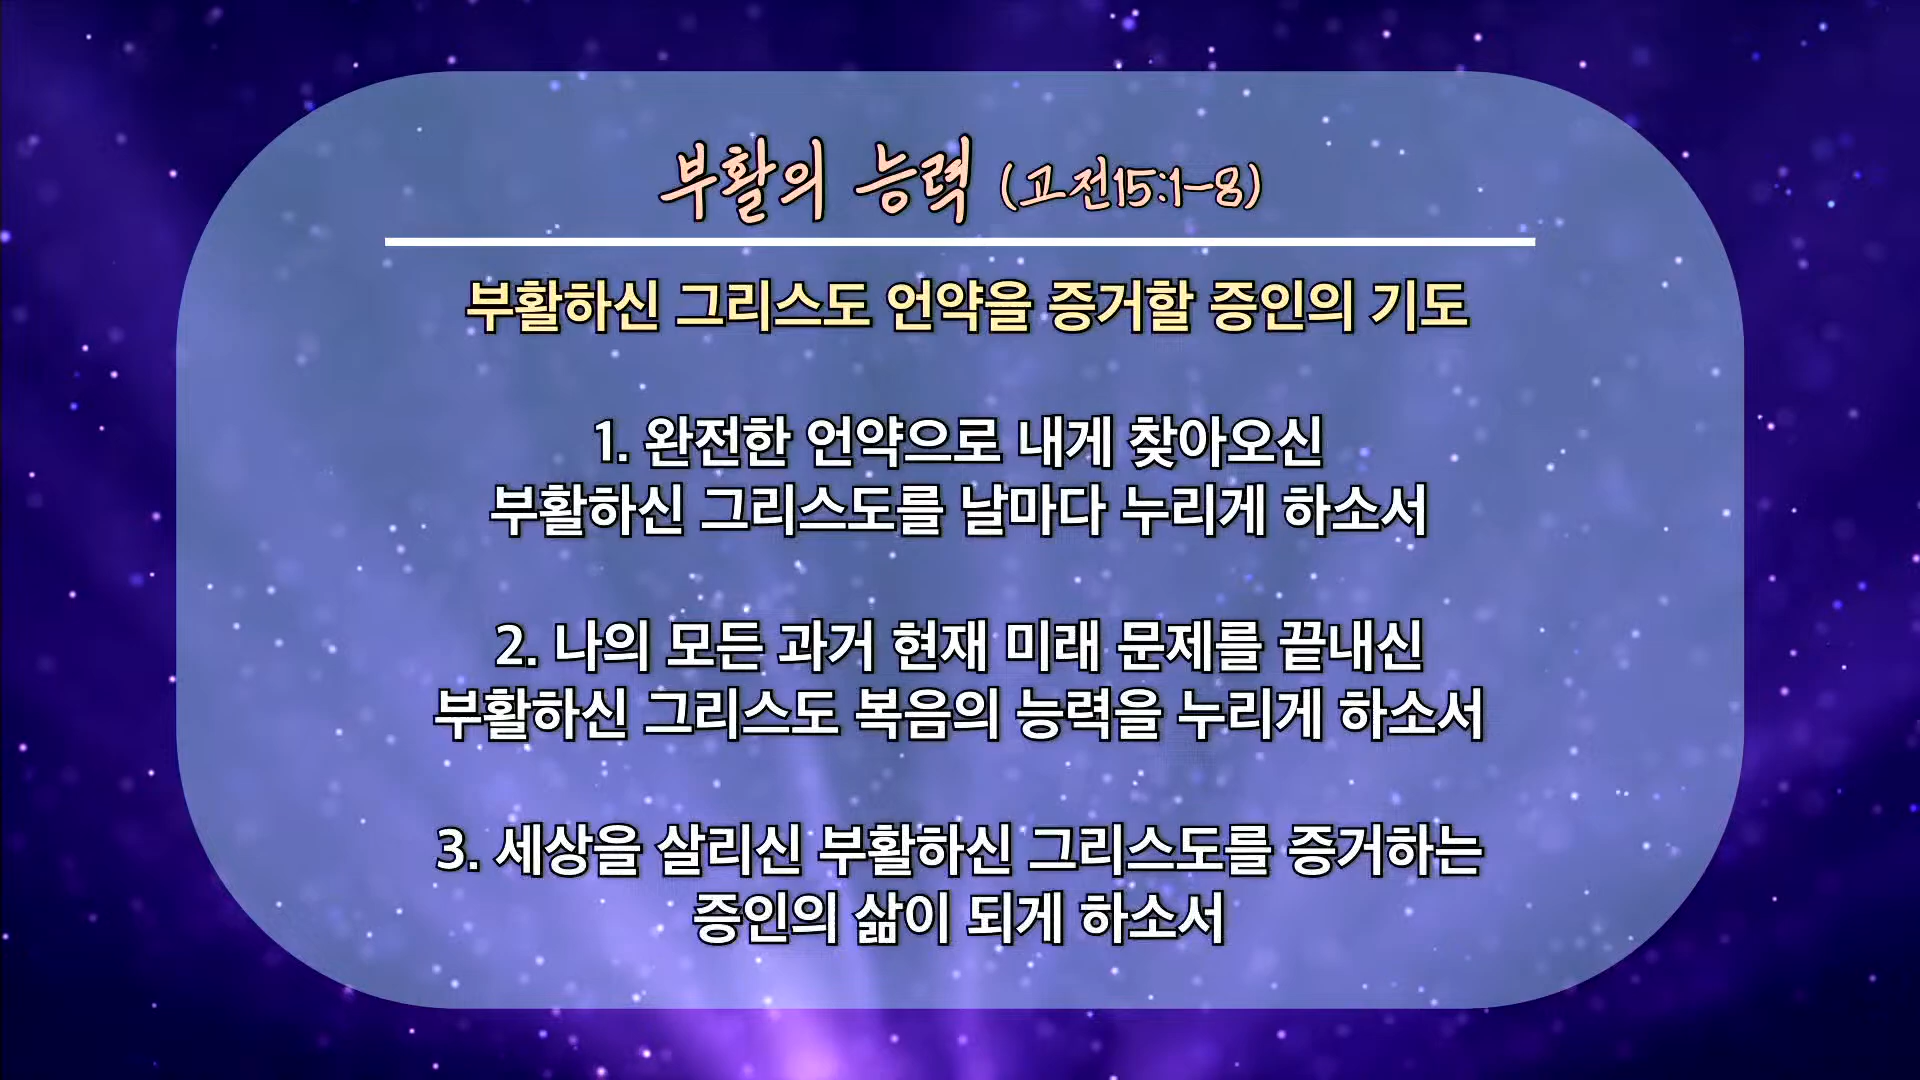 부활의 능력 (고전15:1-8)
부활하신 그리스도 언약을 증거할 증인의 기도
1. 완전한 언약으로 내게 찾아오신
부활하신 그리스도를 날마다 누리게 하소서
2. 나의 모든 과거 현재 미래 문제를 끝내신
부활하신 그리스도 복음의 능력을 누리게 하소서
3. 세상을 살리신 부활하신 그리스도를 증거하는
증인의 삶이 되게 하소서